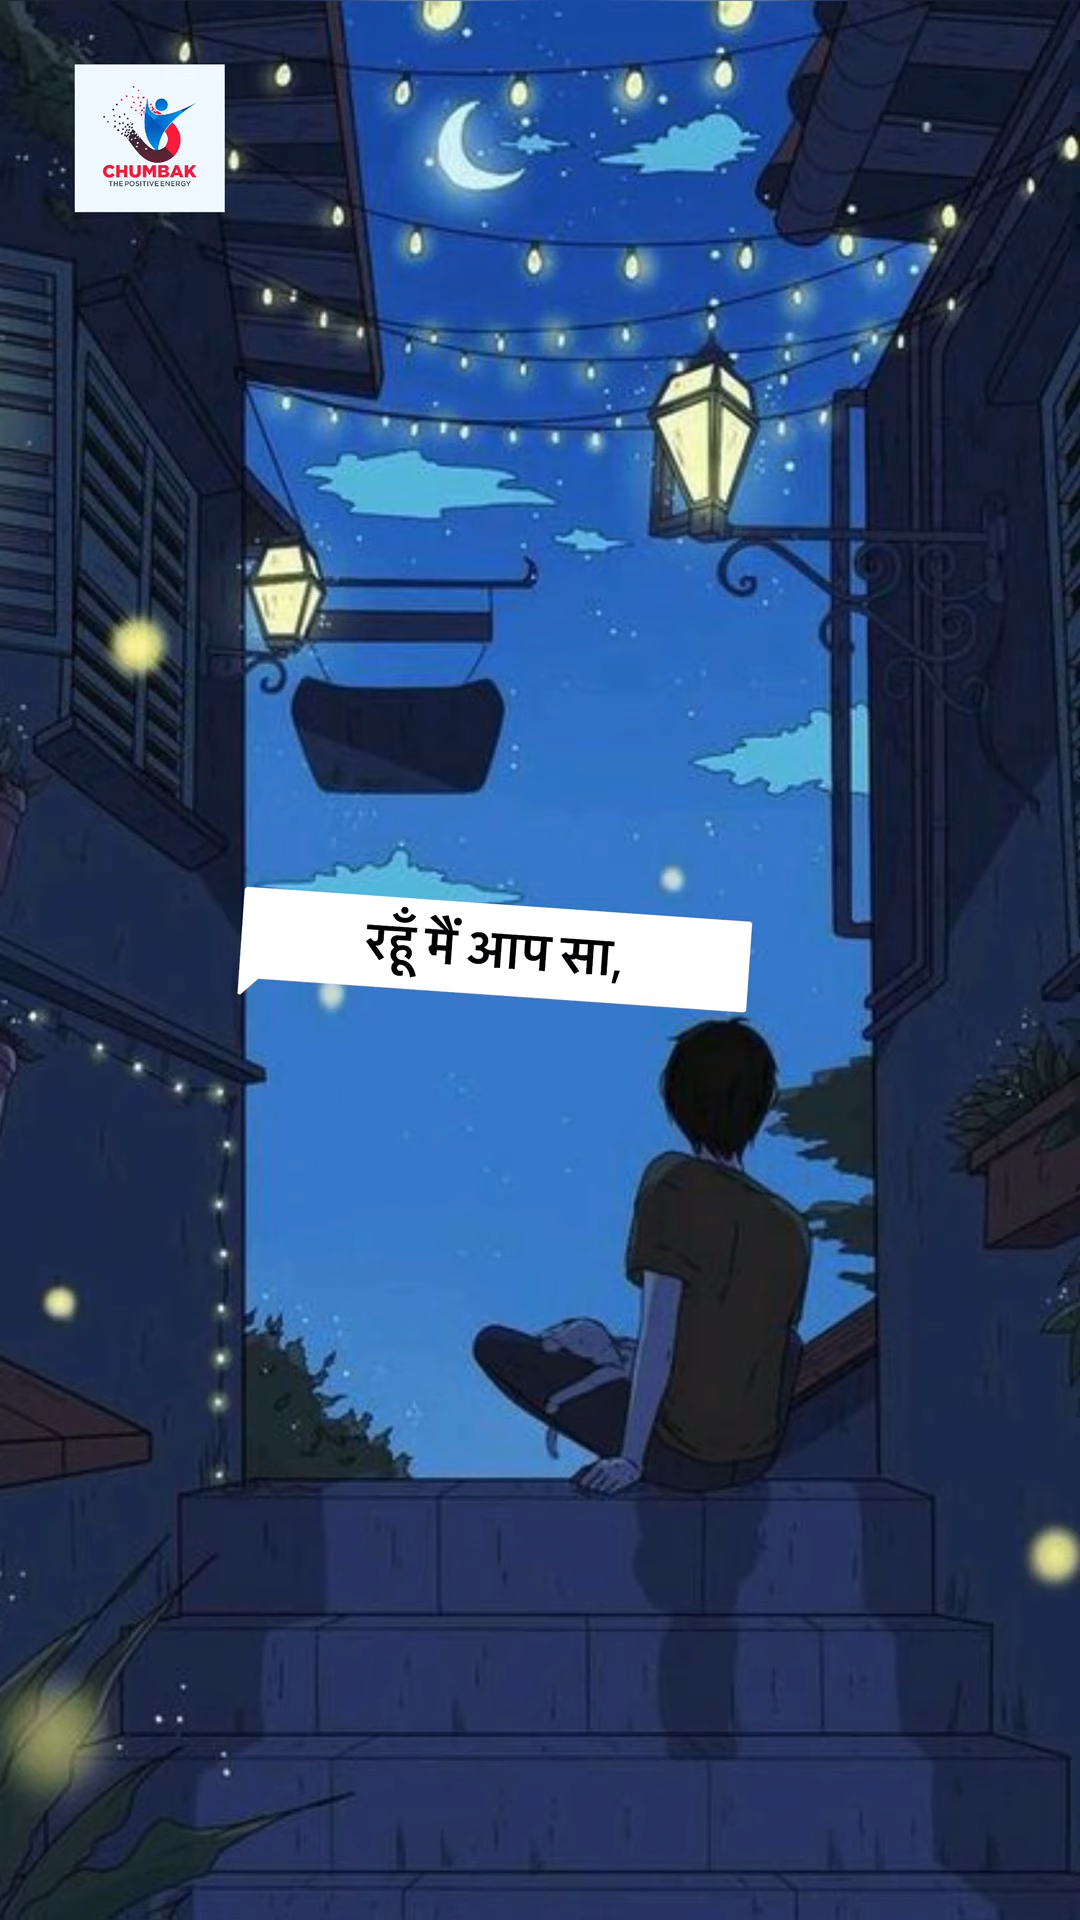 CHUMBAK
THE POSITIVE ENERGY
रहूँ मैं आप सा,